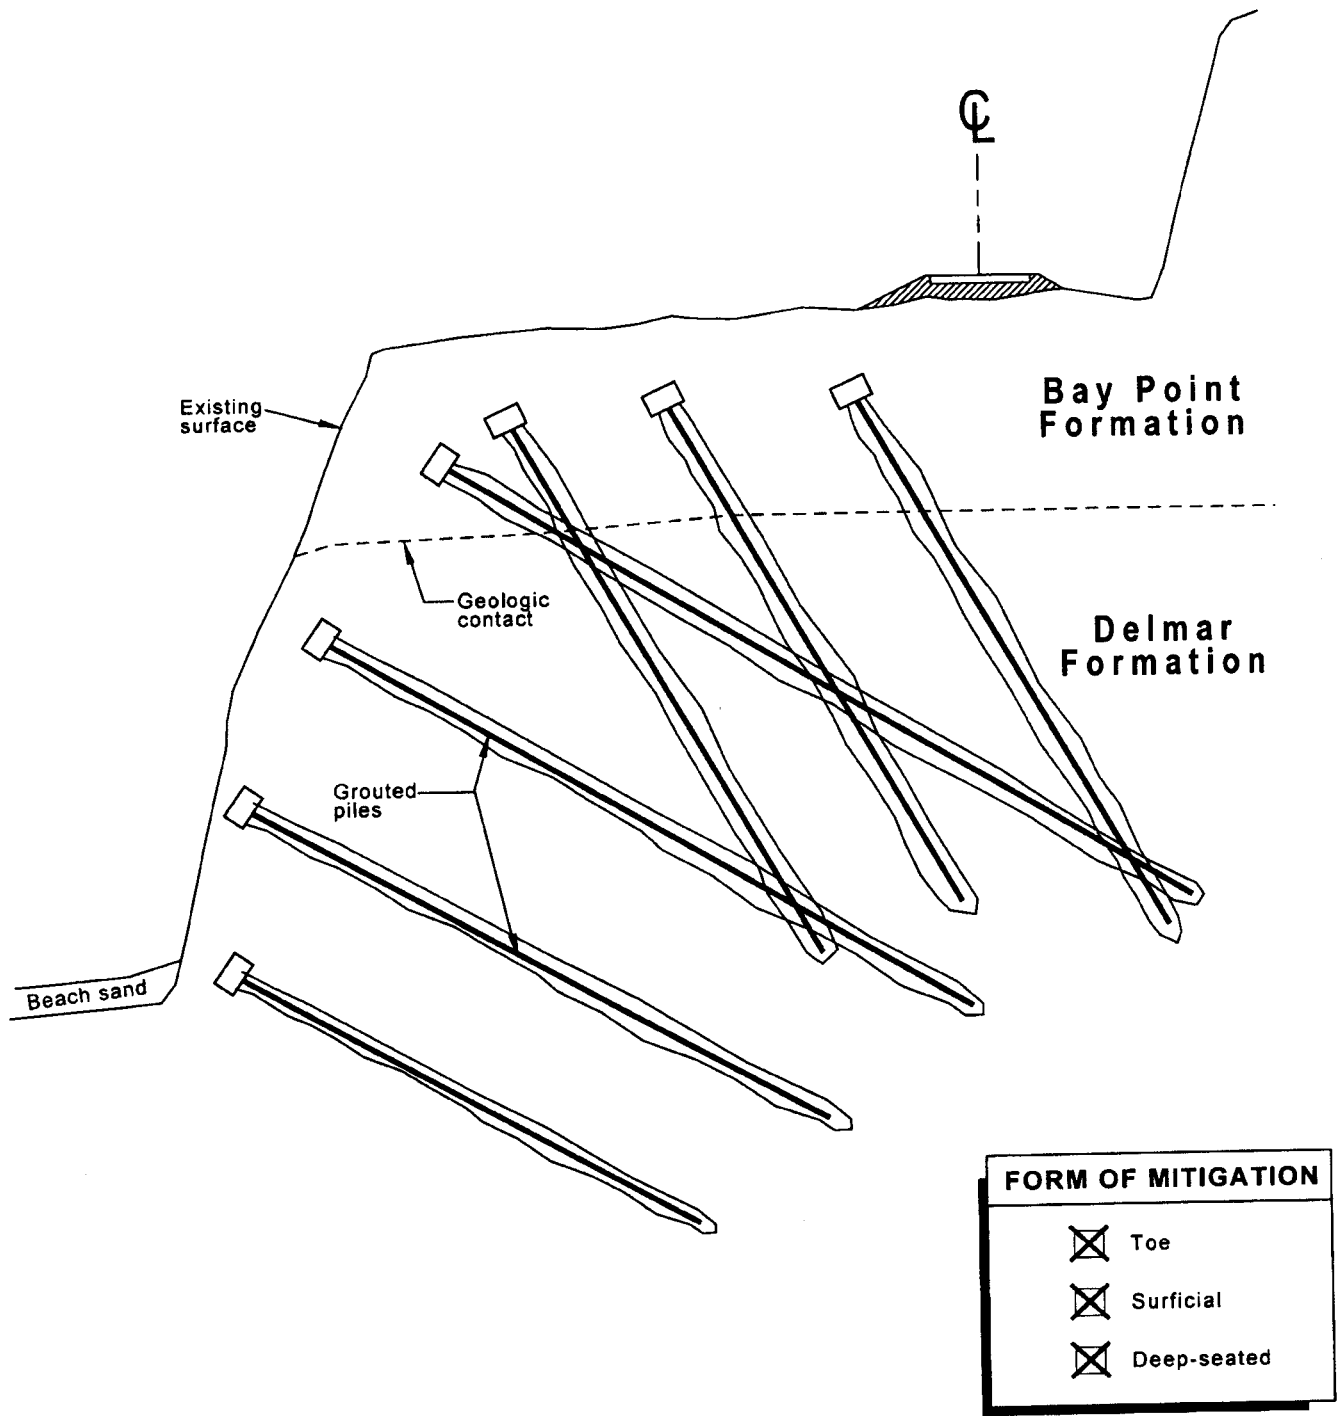 ℄
Existing
surface
Bay Point
Formation
Geologic
contact
Delmar
Formation
Grouted
piles
Beach sand
FORM OF MITIGATION
Toe
Surficial
Deep-seated